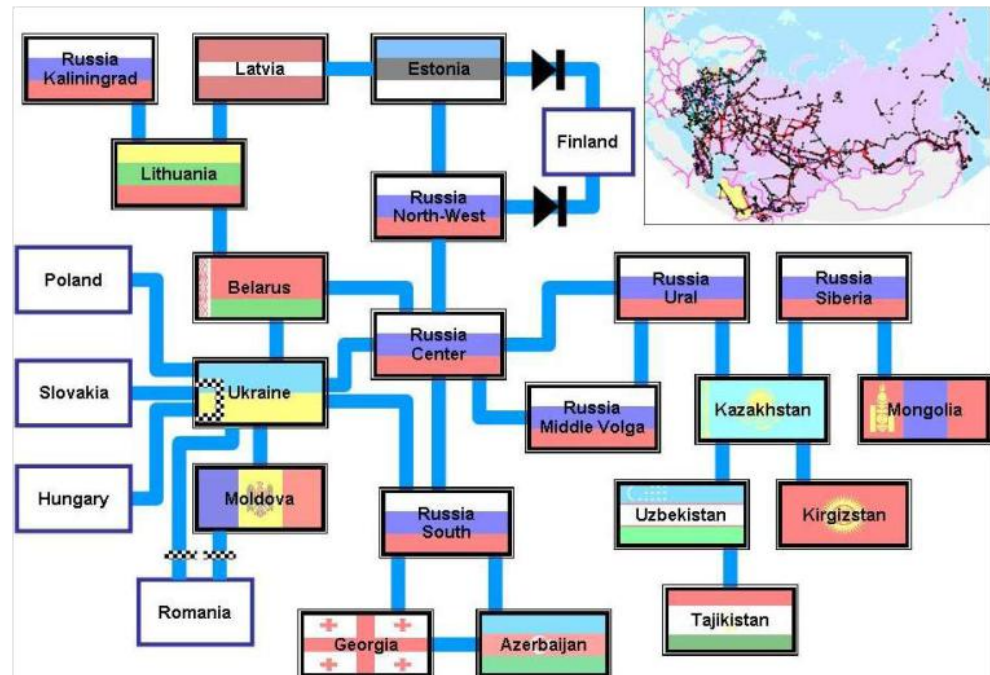 Russia
Kaliningrad
Latvia
Estonia
Finland
Lithuania
Russia
North-West
Poland
Belarus
Russia
Ural
Russia
Siberia
Russia
Center
Slovakia
Ukraine
Kazakhstan
Mongolia
Russia
Middle Volga
Hungary
Moldova
Russia
South
Uzbekistan
Kirgizstan
Romania
Georgia
Azerbaijan
Tajikistan